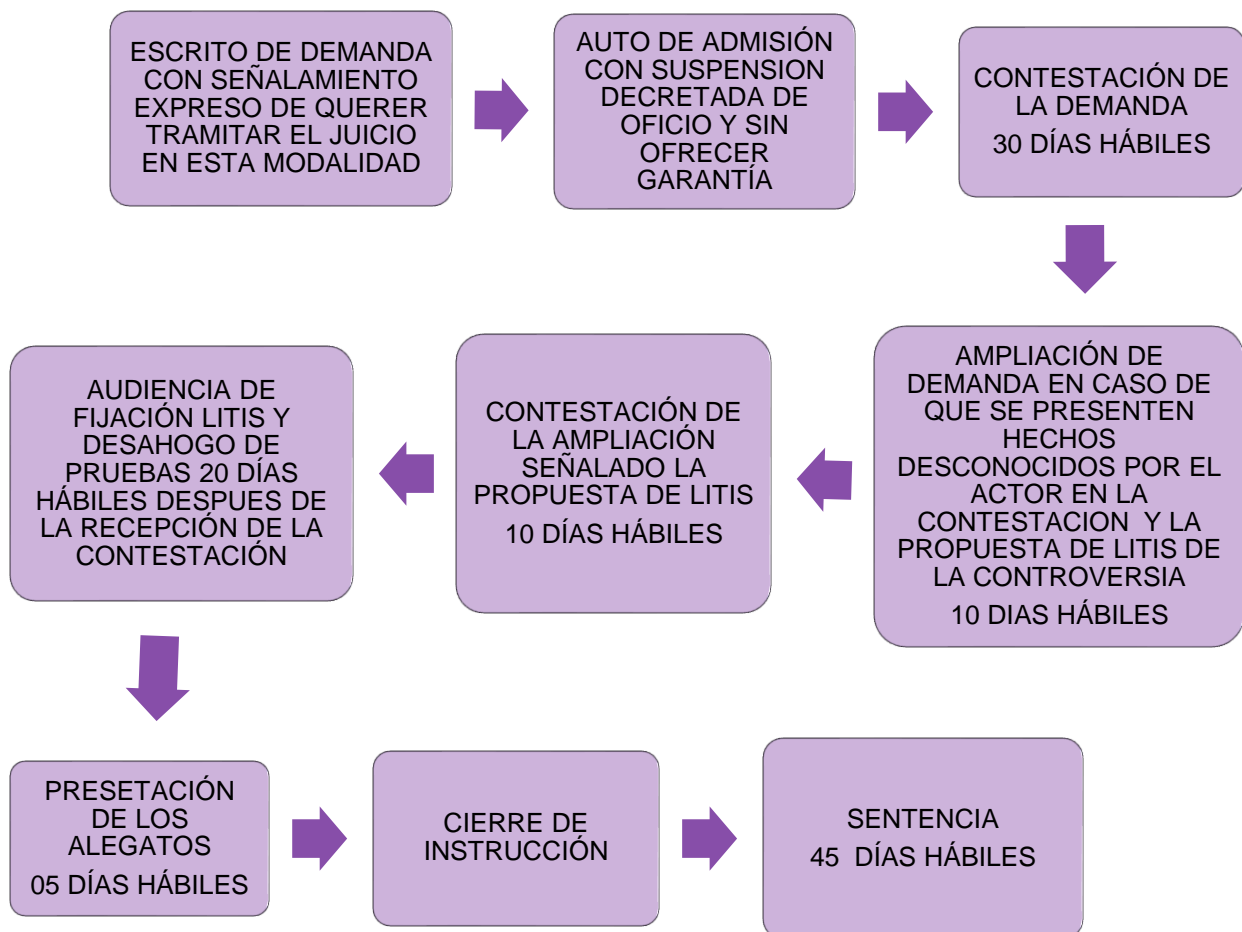 ESCRITO DE DEMANDA
CON SEÑALAMIENTO
EXPRESO DE QUERER
TRAMITAR EL JUICIO
EN ESTA MODALIDAD
AUTO DE ADMISIÓN
CON SUSPENSION
DECRETADA DE
OFICIO Y SIN
OFRECER
GARANTÍA
CONTESTACIÓN DE
LA DEMANDA
30 DÍAS HÁBILES
AMPLIACIÓN DE
DEMANDA EN CASO DE
QUE SE PRESENTEN
HECHOS
DESCONOCIDOS POR EL
ACTOR EN LA
CONTESTACION Y LA
PROPUESTA DE LITIS DE
LA CONTROVERSIA
10 DIAS HÁBILES
CONTESTACIÓN DE
LA AMPLIACIÓN
SEÑALADO LA
PROPUESTA DE LITIS
10 DÍAS HÁBILES
AUDIENCIA DE
FIJACIÓN LITIS Y
DESAHOGO DE
PRUEBAS 20 DÍAS
HÁBILES DESPUES DE
LA RECEPCIÓN DE LA
CONTESTACIÓN
PRESETACIÓN
DE LOS
ALEGATOS
05 DÍAS HÁBILES
CIERRE DE
INSTRUCCIÓN
SENTENCIA
45 DÍAS HÁBILES